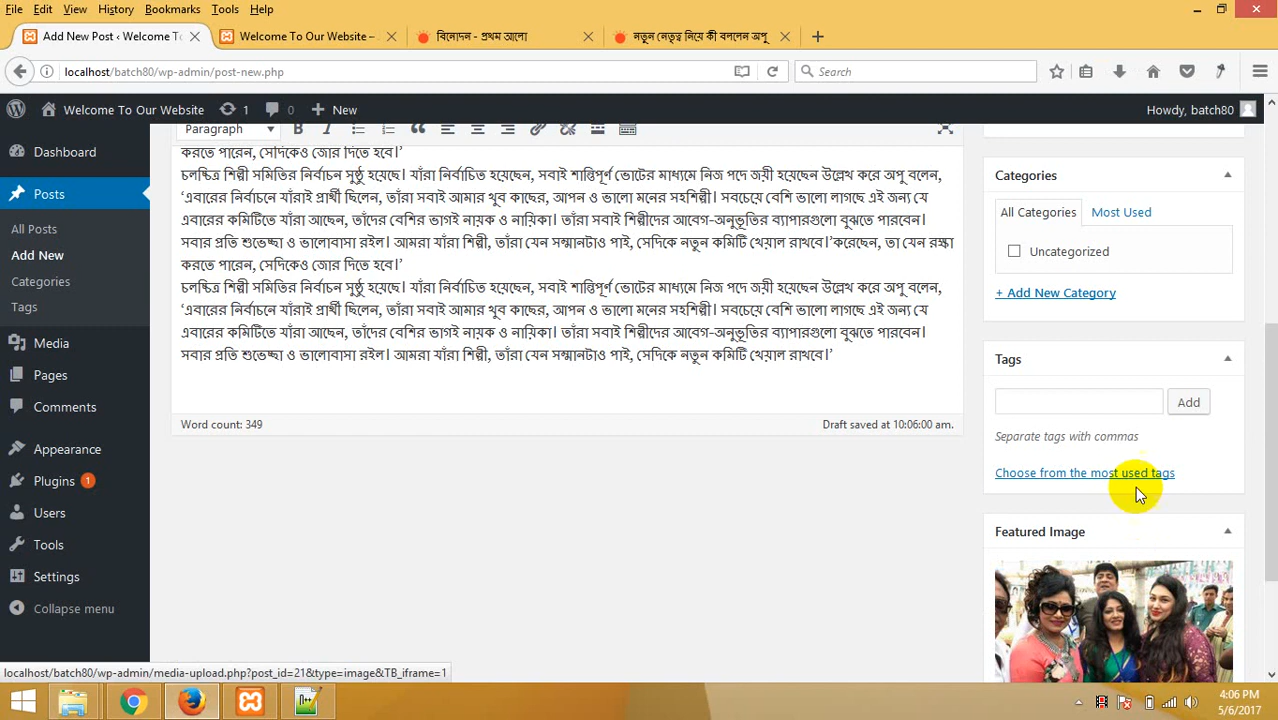 File Edit View History Bookmarks Tools Help
Add New Post ‹ Welcome T
Welcome To Our Website –
বিনোদন - প্রথম আলো
নতুন নেতৃত্ব নিয়ে কী বললেন অপু
localhost/batch80/wp-admin/post-new.php
Search
Welcome To Our Website 1 0 New
Howdy, batch80
Dashboard
Posts
All Posts
Add New
Categories
Tags
Media
Pages
Comments
Appearance
Plugins 1
Users
Tools
Settings
Collapse menu
Paragraph
করতে পারেন, সেদিকেও জোর দিতে হবে।’
চলচ্চিত্র শিল্পী সমিতির নির্বাচন সুষ্ঠু হয়েছে। যাঁরা নির্বাচিত হয়েছেন, সবাই শান্তিপূর্ণ ভোটের মাধ্যমে নিজ পদে জয়ী হয়েছেন উল্লেখ করে অপু বলেন,
‘এবারের নির্বাচনে যাঁরাই প্রার্থী ছিলেন, তাঁরা সবাই আমার খুব কাছের, আপন ও ভালো মনের সহশিল্পী। সবচেয়ে বেশি ভালো লাগছে এই জন্য যে
এবারের কমিটিতে যাঁরা আছেন, তাঁদের বেশির ভাগই নায়ক ও নায়িকা। তাঁরা সবাই শিল্পীদের আবেগ-অনুভূতির ব্যাপারগুলো বুঝতে পারবেন।
সবার প্রতি শুভেচ্ছা ও ভালোবাসা রইল। আমরা যাঁরা শিল্পী, তাঁরা যেন সম্মানটাও পাই, সেদিকে নতুন কমিটি খেয়াল রাখবে।’করেছেন, তা যেন রক্ষা
করতে পারেন, সেদিকেও জোর দিতে হবে।’
চলচ্চিত্র শিল্পী সমিতির নির্বাচন সুষ্ঠু হয়েছে। যাঁরা নির্বাচিত হয়েছেন, সবাই শান্তিপূর্ণ ভোটের মাধ্যমে নিজ পদে জয়ী হয়েছেন উল্লেখ করে অপু বলেন,
‘এবারের নির্বাচনে যাঁরাই প্রার্থী ছিলেন, তাঁরা সবাই আমার খুব কাছের, আপন ও ভালো মনের সহশিল্পী। সবচেয়ে বেশি ভালো লাগছে এই জন্য যে
এবারের কমিটিতে যাঁরা আছেন, তাঁদের বেশির ভাগই নায়ক ও নায়িকা। তাঁরা সবাই শিল্পীদের আবেগ-অনুভূতির ব্যাপারগুলো বুঝতে পারবেন।
সবার প্রতি শুভেচ্ছা ও ভালোবাসা রইল। আমরা যাঁরা শিল্পী, তাঁরা যেন সম্মানটাও পাই, সেদিকে নতুন কমিটি খেয়াল রাখবে।’
Word count: 349
Draft saved at 10:06:00 am.
Categories
All Categories Most Used
Uncategorized
+ Add New Category
Tags
Add
Separate tags with commas
Choose from the most used tags
Featured Image
localhost/batch80/wp-admin/media-upload.php?post_id=21&type=image&TB_iframe=1
4:06 PM
5/6/2017